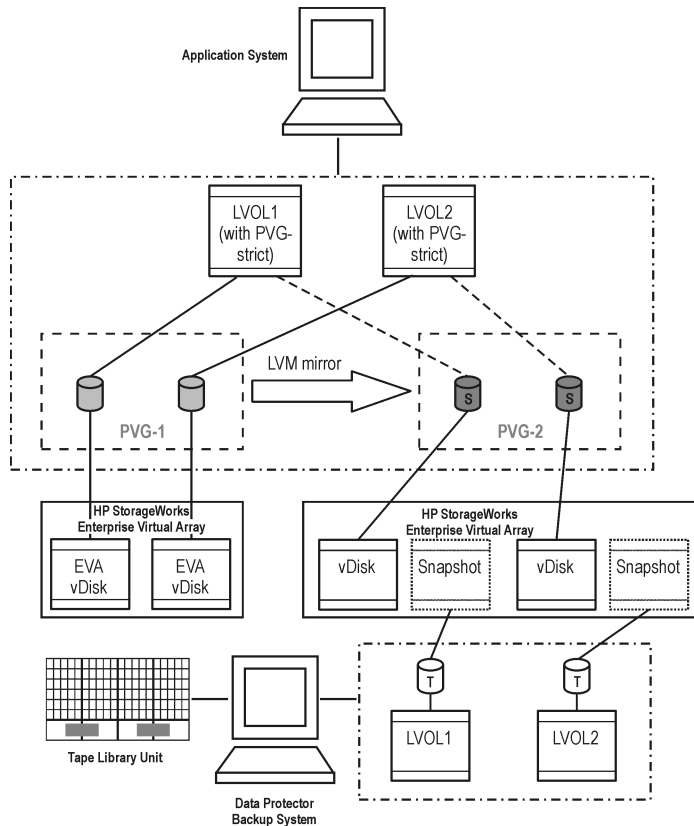 Application System
LVOL1
(with PVG-
strict)
LVOL2
(with PVG-
strict)
LVM mirror
S
S
PVG-1
PVG-2
HP StorageWorks
Enterprise Virtual Array
HP StorageWorks
Enterprise Virtual Array
EVA
vDisk
EVA
vDisk
vDisk
Snapshot
vDisk
Snapshot
T
T
LVOL1
LVOL2
Tape Library Unit
Data Protector
Backup System